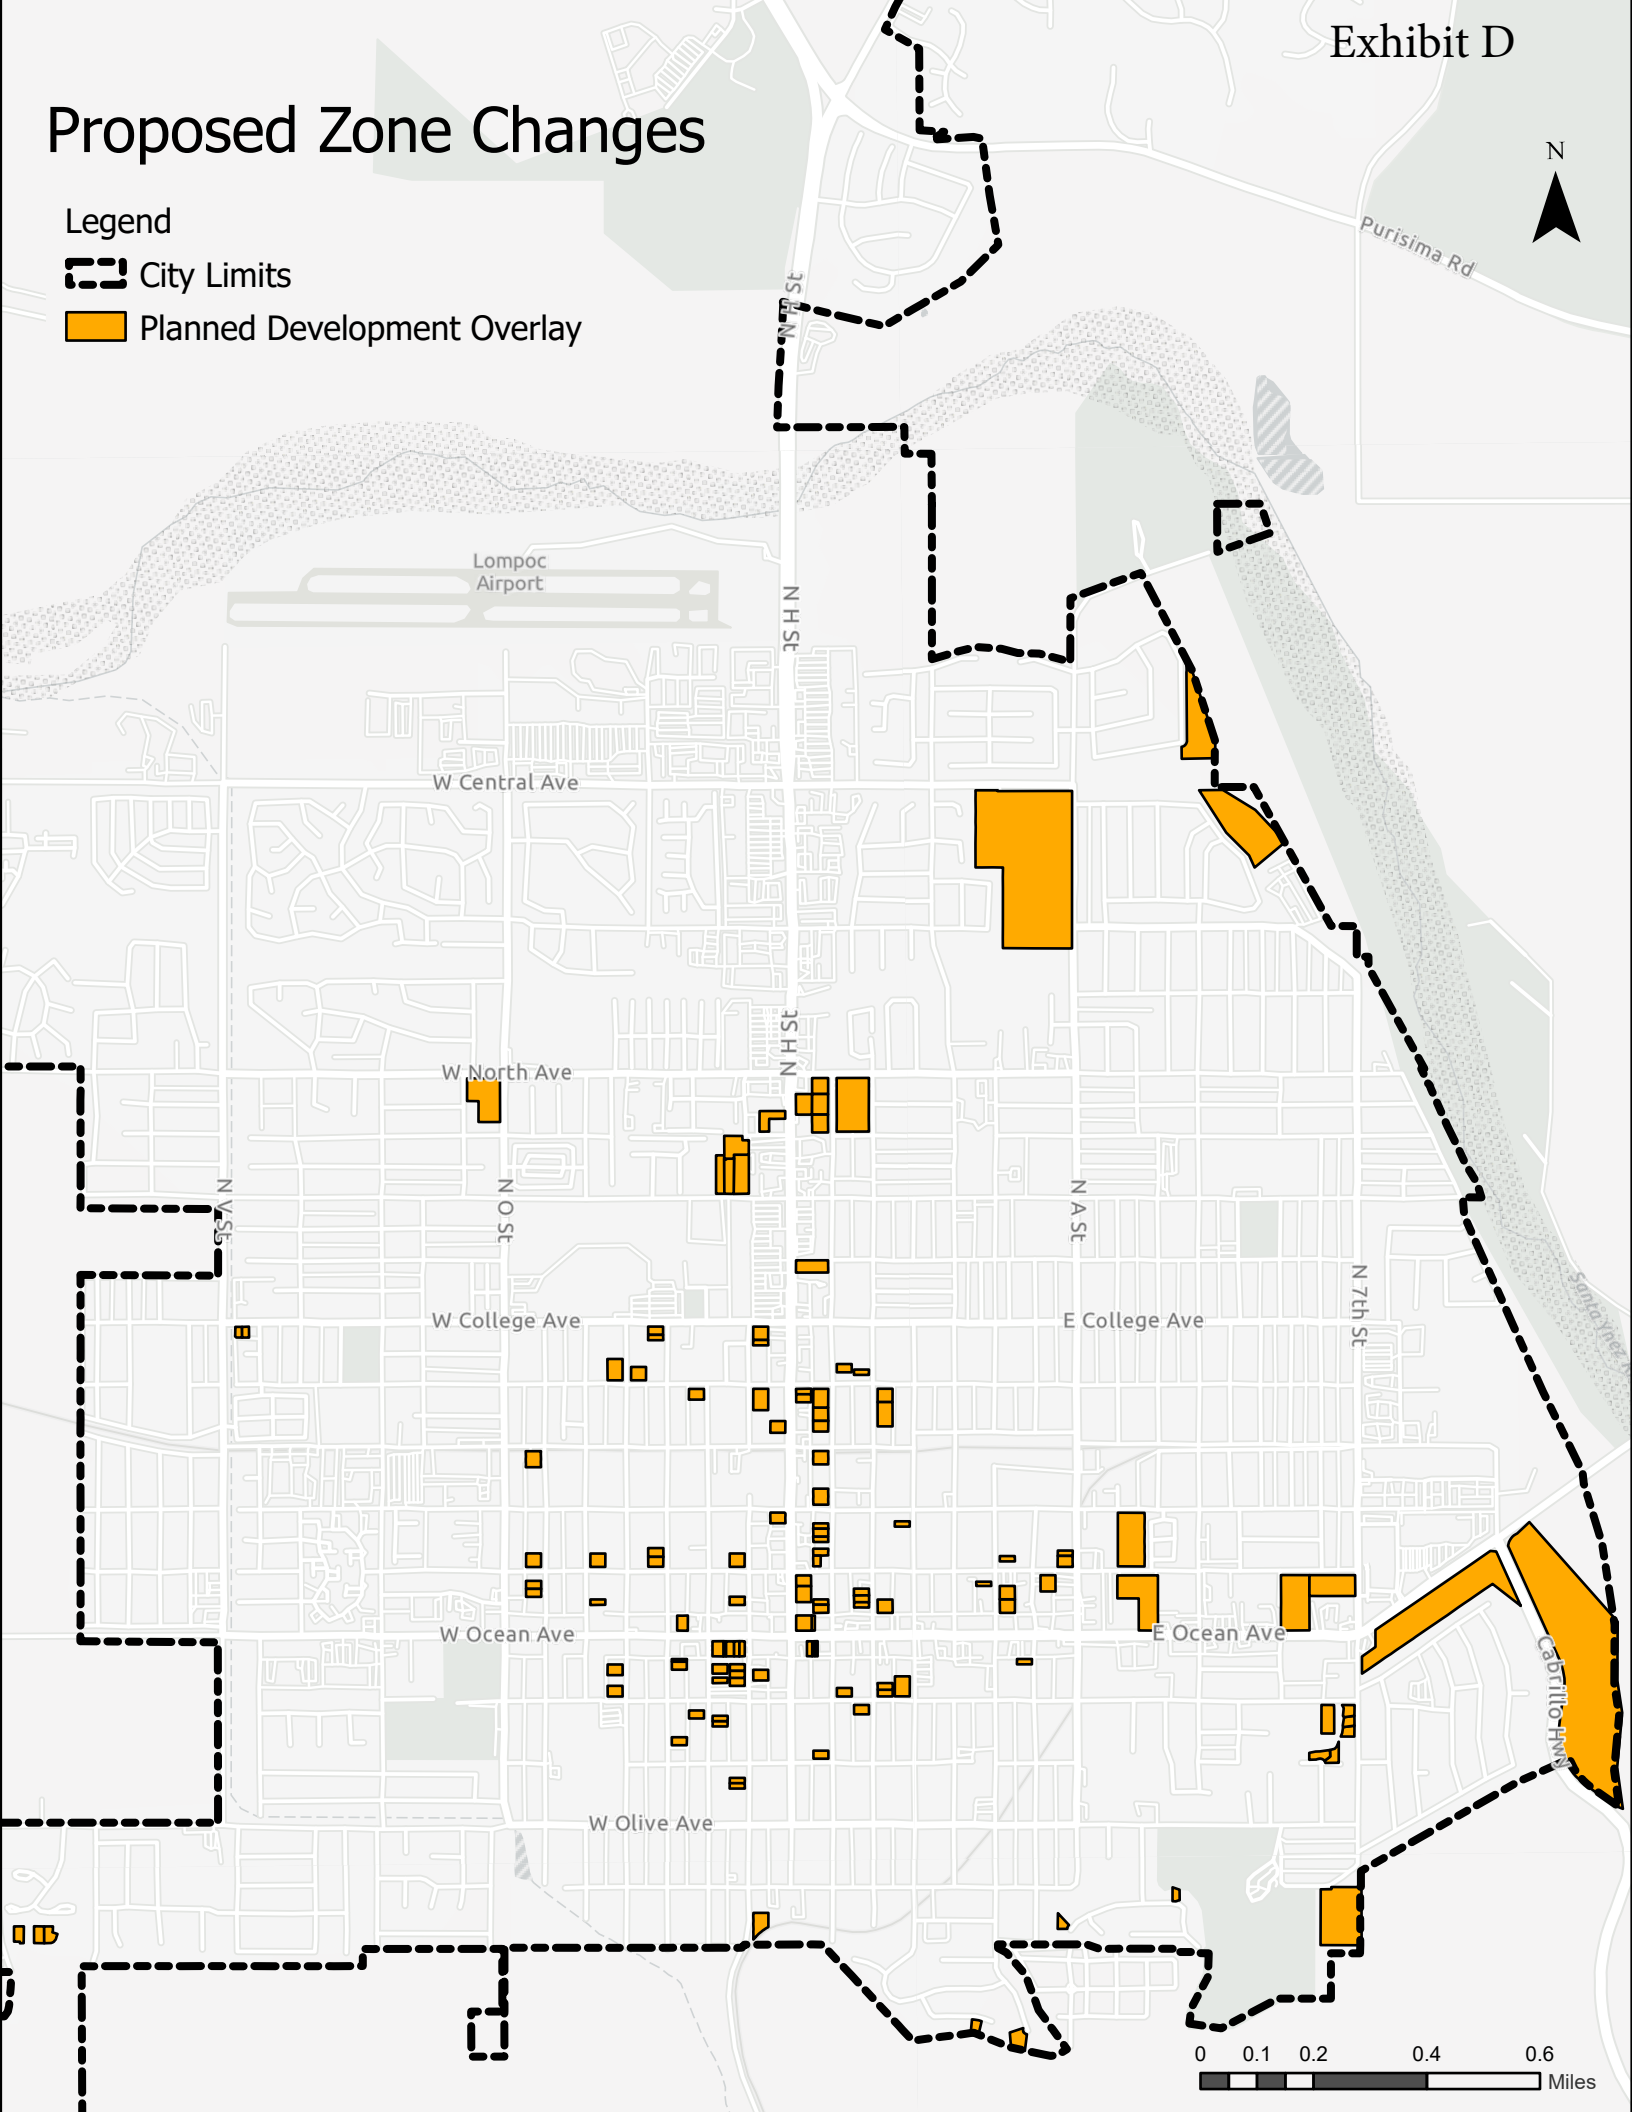 Exhibit D
Proposed Zone Changes
N
Legend
City Limits
Planned Development Overlay
Purisima Rd
N H St
Lompoc
Airport
N H St
W Central Ave
N H St
W North Ave
N V St
N O St
N A St
N 7th St
Santa Ynez
W College Ave
E College Ave
W Ocean Ave
E Ocean Ave
Cabrillo Hwy
W Olive Ave
0 0.1 0.2 0.4 0.6
Miles